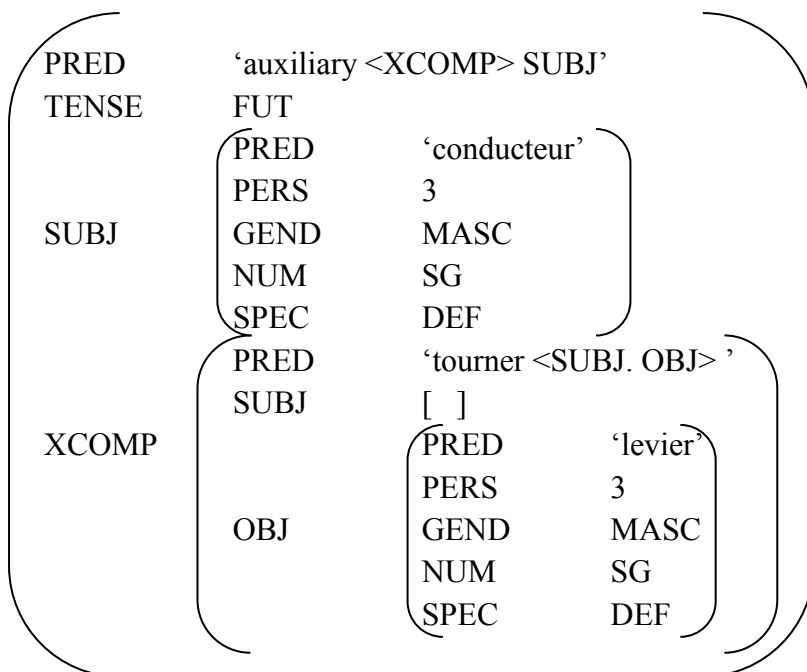 PRED ‘auxiliary <XCOMP> SUBJ’
TENSE FUT
PRED ‘conducteur’
PERS 3
SUBJ GEND MASC
NUM SG
SPEC DEF
PRED ‘tourner <SUBJ. OBJ> ’
SUBJ [ ]
XCOMP PRED ‘levier’
PERS 3
OBJ GEND MASC
NUM SG
SPEC DEF